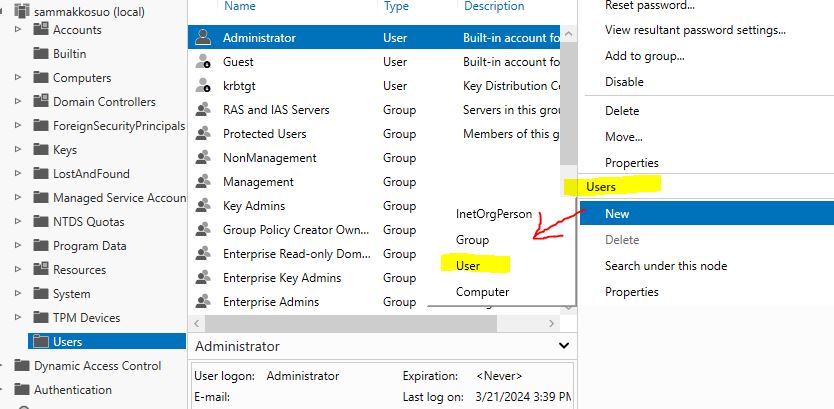 sammakkosuo (local)
Accounts
Builtin
Computers
Domain Controllers
ForeignSecurityPrincipals
Keys
LostAndFound
Managed Service Accoun
NTDS Quotas
Program Data
Resources
System
TPM Devices
Users
Dynamic Access Control
Authentication
Name Type Description
Administrator User Built-in account fo
Guest User Built-in account fo
krbtgt User Key Distribution C
RAS and IAS Servers Group Servers in this grou
Protected Users Group Members of this g
NonManagement Group
Management Group
Key Admins Group
Group Policy Creator Own... Group
Enterprise Read-only Dom... Group
Enterprise Key Admins Group
Enterprise Admins Group
InetOrgPerson
Group
User
Computer
Administrator
User logon: Administrator Expiration: <Never>
E-mail: Last log on: 3/21/2024 3:39 PM
Reset password...
View resultant password settings...
Add to group...
Disable
Delete
Move...
Properties
Users
New
Delete
Search under this node
Properties